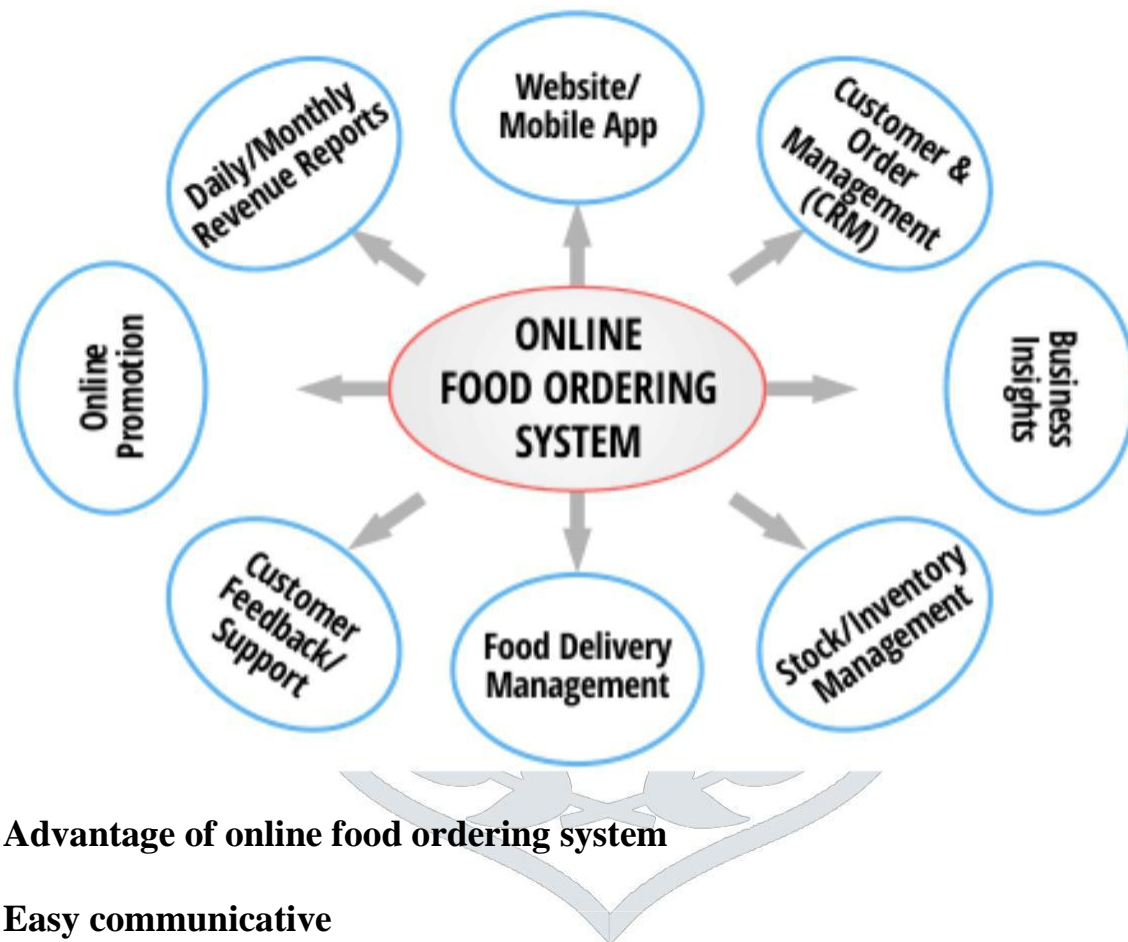 Website/
Mobile App
Customer &
Order
Management
(CRM)
Daily/Monthly
Revenue Reports
ONLINE
FOOD ORDERING
SYSTEM
Online
Promotion
Business
Insights
Customer
Feedback/
Support
Food Delivery
Management
Stock/Inventory
Management
Advantage of online food ordering system
Easy communicative